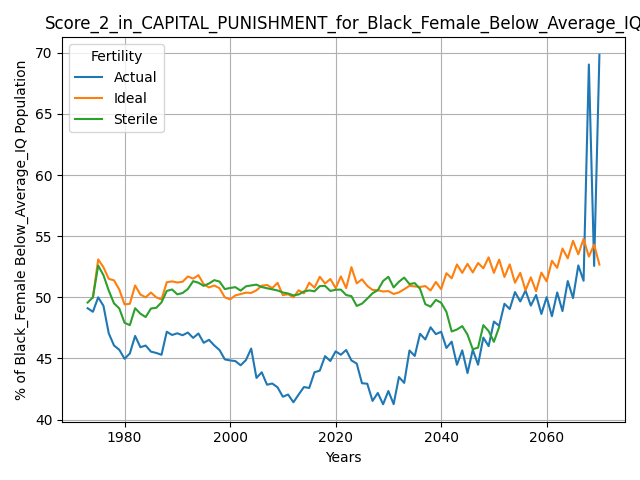 Score_2_in_CAPITAL_PUNISHMENT_for_Black_Female_Below_Average_IQ
% of Black_Female Below_Average_IQ Population
70
65
60
55
50
45
40
Fertility
Actual
Ideal
Sterile
1980
2000
2020
2040
2060
Years